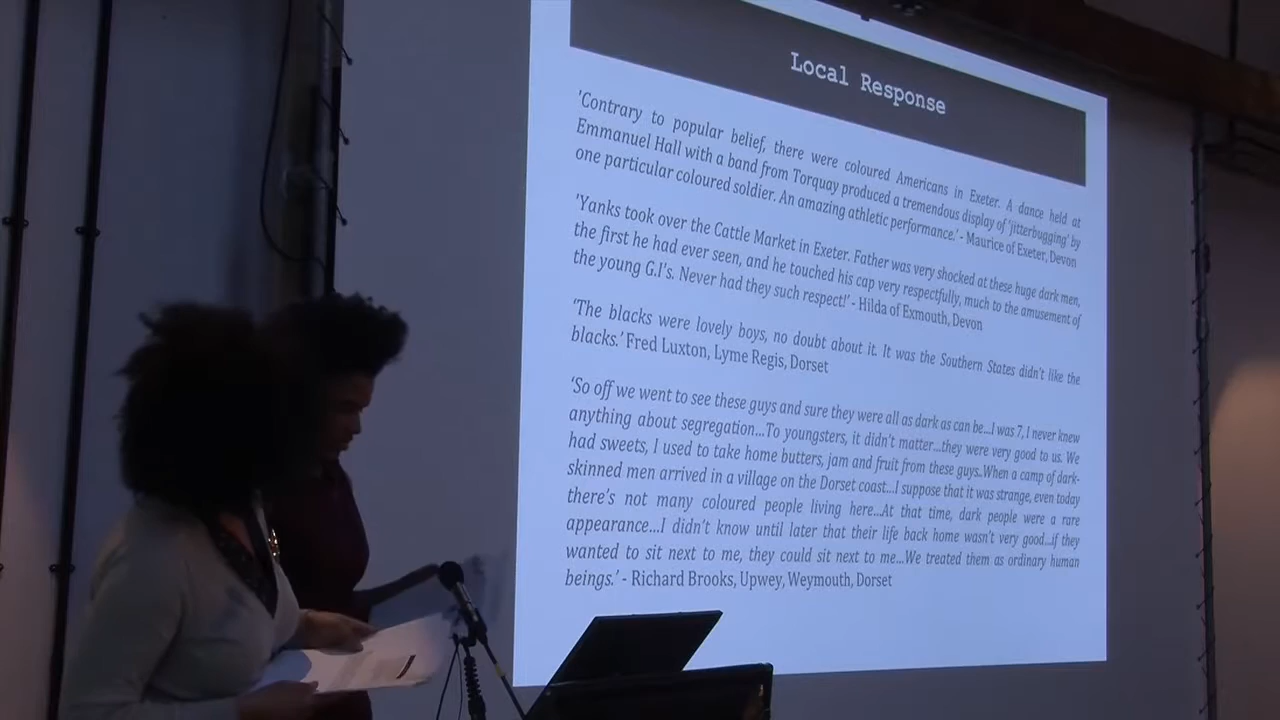 Local Response
'Contrary to popular belief, there were coloured Americans in Exeter. A dance held at
Emmanuel Hall with a band from Torquay produced a tremendous display of 'jitterbugging' by
one particular coloured soldier. An amazing athletic performance.' - Maurice of Exeter, Devon
'Yanks took over the Cattle Market in Exeter. Father was very shocked at these huge dark men,
the first he had ever seen, and he touched his cap very respectfully, much to the amusement of
the young G.I's. Never had they such respect!' - Hilda of Exmouth, Devon
'The blacks were lovely boys, no doubt about it. It was the Southern States didn't like the
blacks.' Fred Luxton, Lyme Regis, Dorset
'So off we went to see these guys and sure they were all as dark as can be...I was 7, I never knew
anything about segregation...To youngsters, it didn't matter...they were very good to us. We
had sweets, I used to take home butters, jam and fruit from these guys..When a camp of dark-
skinned men arrived in a village on the Dorset coast...I suppose that it was strange, even today
there's not many coloured people living here...At that time, dark people were a rare
appearance...I didn't know until later that their life back home wasn't very good...if they
wanted to sit next to me, they could sit next to me...We treated them as ordinary human
beings.' - Richard Brooks, Upwey, Weymouth, Dorset